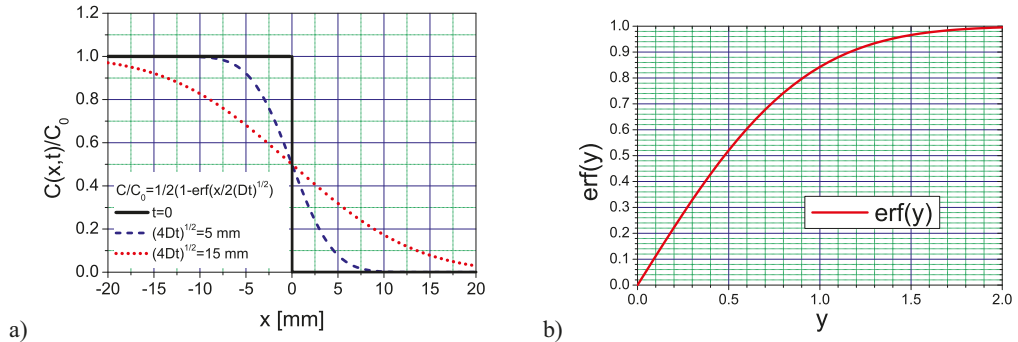 1.2
1.0
0.8
0.6
0.4
0.2
0.0
C(x,t)/C₀
C/C₀=1/2(1-erf(x/2(Dt)^1/2)
t=0
(4Dt)^1/2=5 mm
(4Dt)^1/2=15 mm
-20 -15 -10 -5 0 5 10 15 20
x [mm]
a)
1.0
0.9
0.8
0.7
0.6
0.5
0.4
0.3
0.2
0.1
0.0
erf(y)
erf(y)
0.0 0.5 1.0 1.5 2.0
y
b)